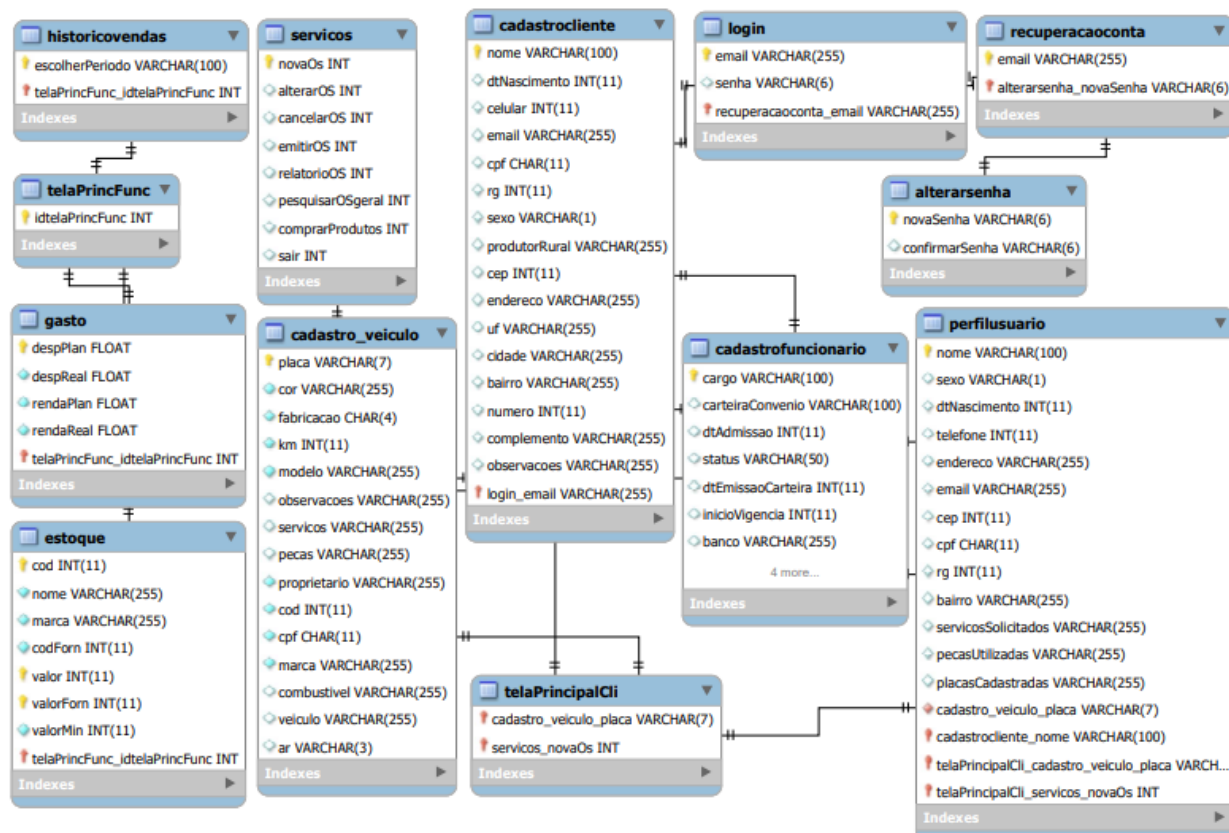 historicovendas
escolherPeriodo VARCHAR(100)
telaPrincFunc_idtelaPrincFunc INT
Indexes
telaPrincFunc
idtelaPrincFunc INT
Indexes
gasto
despPlan FLOAT
despReal FLOAT
rendaPlan FLOAT
rendaReal FLOAT
telaPrincFunc_idtelaPrincFunc INT
Indexes
estoque
cod INT(11)
nome VARCHAR(255)
marca VARCHAR(255)
codForn INT(11)
valor INT(11)
valorForn INT(11)
valorMin INT(11)
telaPrincFunc_idtelaPrincFunc INT
Indexes
servicos
novaOs INT
alterarOS INT
cancelarOS INT
emitirOS INT
relatorioOS INT
pesquisarOSgeral INT
comprarProdutos INT
sair INT
Indexes
cadastro_veiculo
placa VARCHAR(7)
cor VARCHAR(255)
fabricacao CHAR(4)
km INT(11)
modelo VARCHAR(255)
observacoes VARCHAR(255)
servicos VARCHAR(255)
pecas VARCHAR(255)
proprietario VARCHAR(255)
cod INT(11)
cpf CHAR(11)
marca VARCHAR(255)
combustivel VARCHAR(255)
veiculo VARCHAR(255)
ar VARCHAR(3)
Indexes
cadastrocliente
nome VARCHAR(100)
dtNascimento INT(11)
celular INT(11)
email VARCHAR(255)
cpf CHAR(11)
rg INT(11)
sexo VARCHAR(1)
produtorRural VARCHAR(255)
cep INT(11)
endereco VARCHAR(255)
uf VARCHAR(255)
cidade VARCHAR(255)
bairro VARCHAR(255)
numero INT(11)
complemento VARCHAR(255)
observacoes VARCHAR(255)
login_email VARCHAR(255)
Indexes
telaPrincipalCli
cadastro_veiculo_placa VARCHAR(7)
servicos_novaOs INT
Indexes
login
email VARCHAR(255)
senha VARCHAR(6)
recuperacaoconta_email VARCHAR(255)
Indexes
recuperacaoconta
email VARCHAR(255)
alterarsenha_novaSenha VARCHAR(6)
Indexes
alterarsenha
novaSenha VARCHAR(6)
confirmarSenha VARCHAR(6)
Indexes
cadastrofuncionario
cargo VARCHAR(100)
carteiraConvenio VARCHAR(100)
dtAdmissao INT(11)
status VARCHAR(50)
dtEmissaoCarteira INT(11)
inicioVigencia INT(11)
banco VARCHAR(255)
4 more...
Indexes
perfilusuario
nome VARCHAR(100)
sexo VARCHAR(1)
dtNascimento INT(11)
telefone INT(11)
endereco VARCHAR(255)
email VARCHAR(255)
cep INT(11)
cpf CHAR(11)
rg INT(11)
bairro VARCHAR(255)
servicosSolicitados VARCHAR(255)
pecasUtilizadas VARCHAR(255)
placasCadastradas VARCHAR(255)
cadastro_veiculo_placa VARCHAR(7)
cadastrocliente_nome VARCHAR(100)
telaPrincipalCli_cadastro_veiculo_placa VARCH...
telaPrincipalCli_servicos_novaOs INT
Indexes